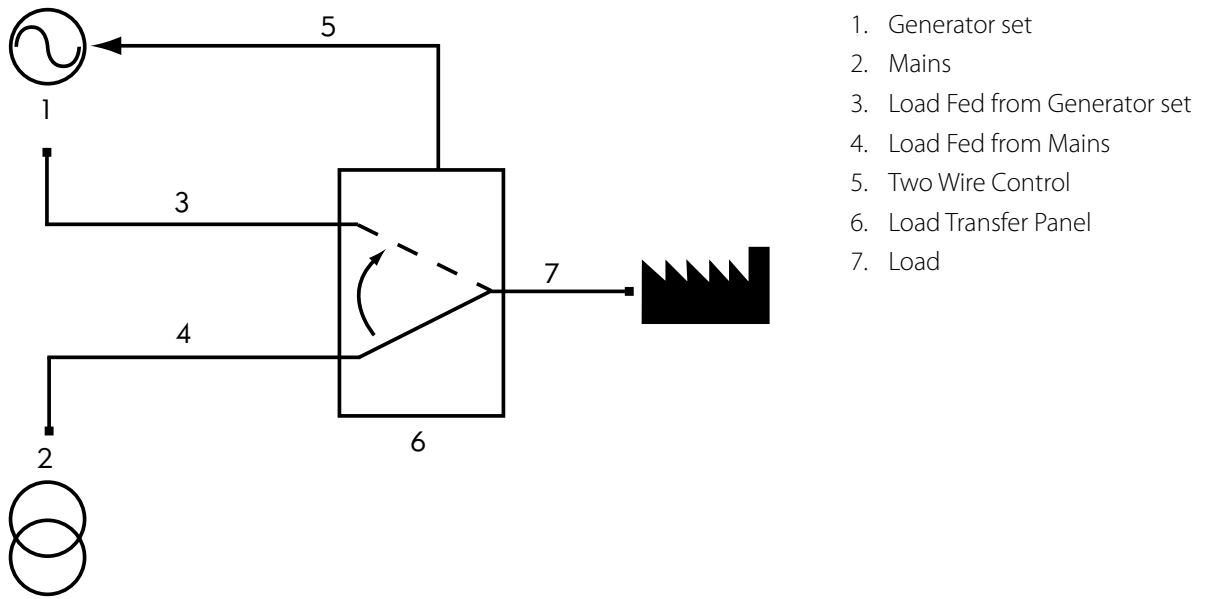 5
1
3
7
4
6
2
1. Generator set
2. Mains
3. Load Fed from Generator set
4. Load Fed from Mains
5. Two Wire Control
6. Load Transfer Panel
7. Load